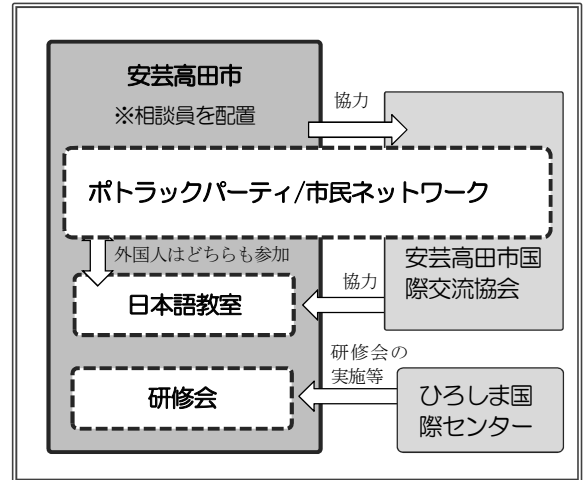 安芸高田市
※相談員を配置
協力
ポトラックパーティ/市民ネットワーク
外国人はどちらも参加
安芸高田市国
際交流協会
協力
日本語教室
研修会の
実施等
研修会
ひろしま国
際センター